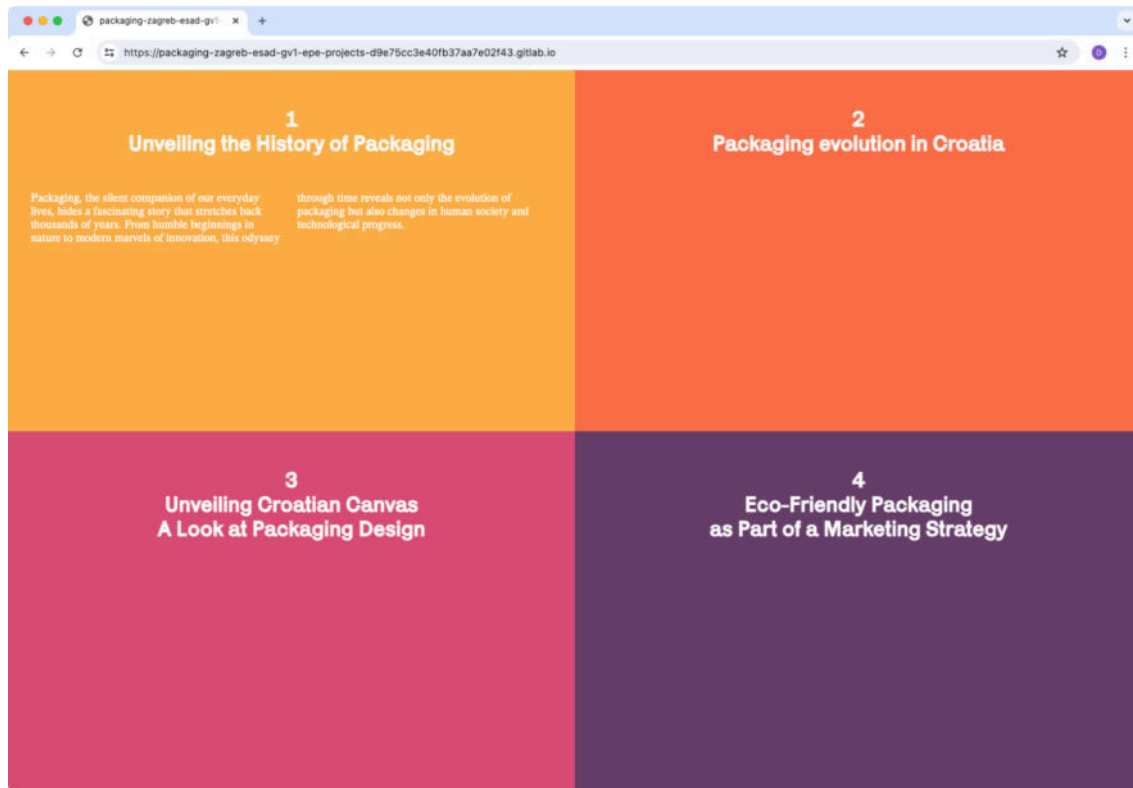 packaging-zagreb-esad-gv1-
https://packaging-zagreb-esad-gv1-epe-projects-d9e75cc3e40fb37aa7e02f43.gitlab.io
D
1
Unveiling the History of Packaging
Packaging, the silent companion of our everyday
lives, hides a fascinating story that stretches back
thousands of years. From humble beginnings in
nature to modern marvels of innovation, this odyssey
through time reveals not only the evolution of
packaging but also changes in human society and
technological progress.
2
Packaging evolution in Croatia
3
Unveiling Croatian Canvas
A Look at Packaging Design
4
Eco-Friendly Packaging
as Part of a Marketing Strategy